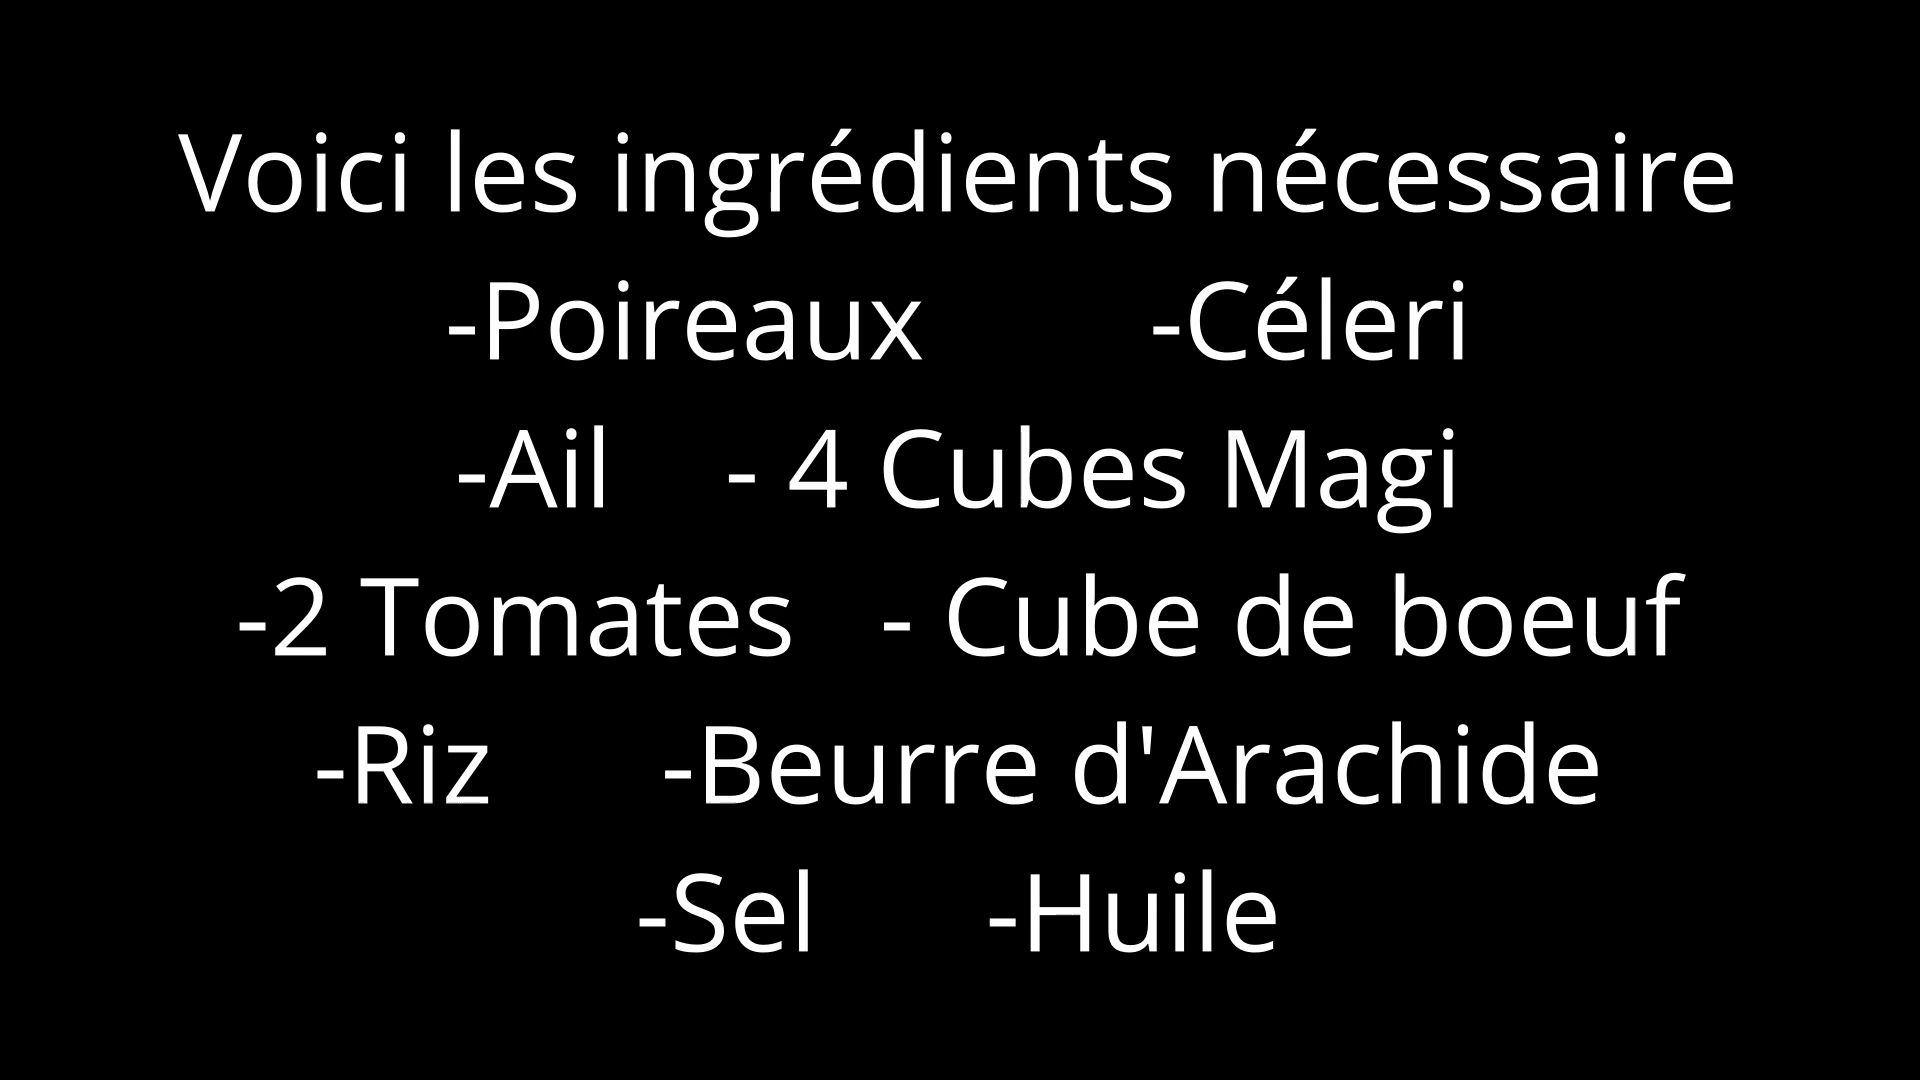 Voici les ingrédients nécessaire
-Poireaux -Céleri
-Ail - 4 Cubes Magi
-2 Tomates - Cube de boeuf
-Riz -Beurre d'Arachide
-Sel -Huile